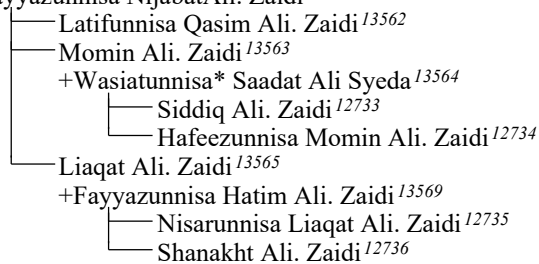 NijabatAli. Zaidi
Latifunnisa Qasim Ali. Zaidi 13562
Momin Ali. Zaidi 13563
+Wasiatunnisa* Saadat Ali Syeda 13564
Siddiq Ali. Zaidi 12733
Hafeezunnisa Momin Ali. Zaidi 12734
Liaqat Ali. Zaidi 13565
+Fayyazunnisa Hatim Ali. Zaidi 13569
Nisarunnisa Liaqat Ali. Zaidi 12735
Shanakht Ali. Zaidi 12736